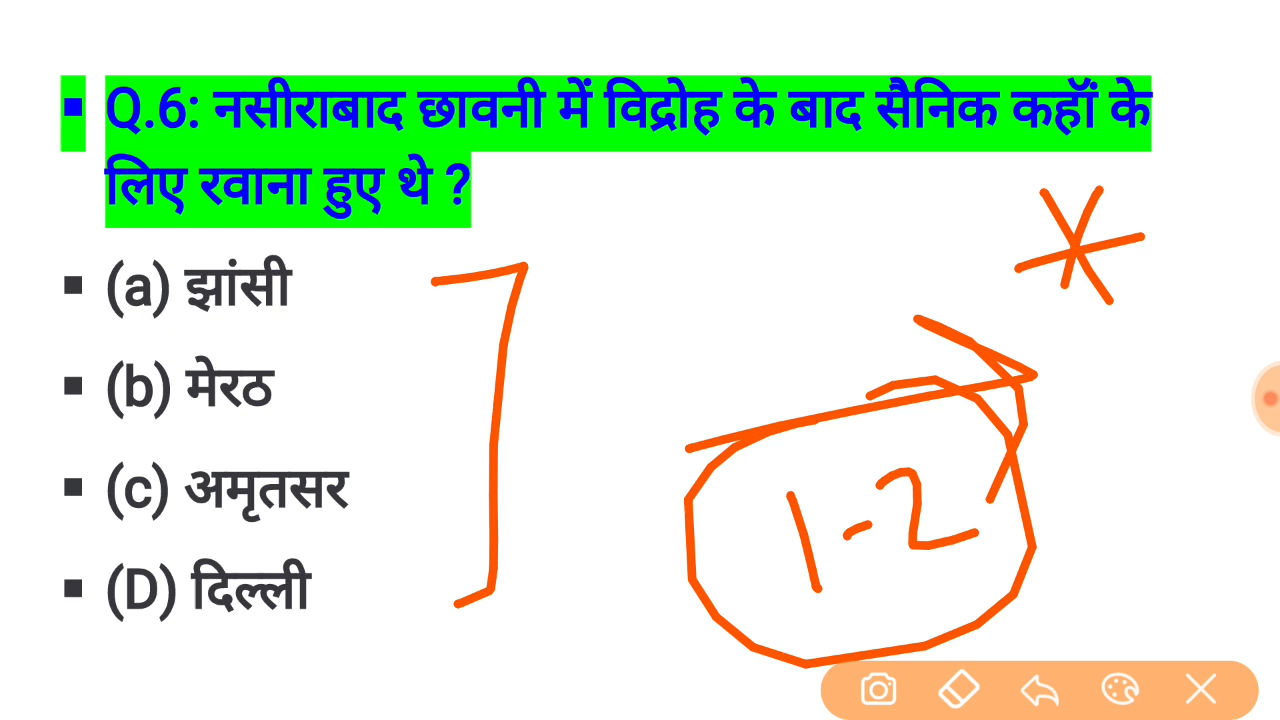 ▪ Q.6: नसीराबाद छावनी में विद्रोह के बाद सैनिक कहॉं के
लिए रवाना हुए थे ?
▪ (a) झांसी
▪ (b) मेरठ
▪ (c) अमृतसर
▪ (D) दिल्ली
1-2